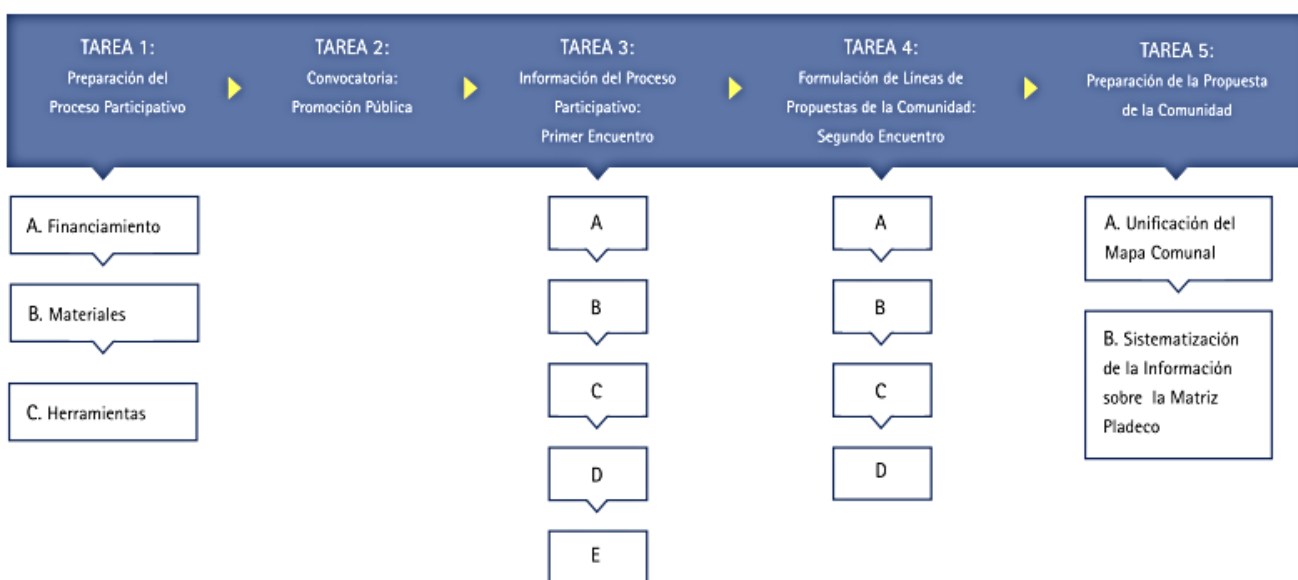 TAREA 1:
Preparación del
Proceso Participativo
TAREA 2:
Convocatoria:
Promoción Pública
TAREA 3:
Información del Proceso
Participativo:
Primer Encuentro
TAREA 4:
Formulación de Líneas de
Propuestas de la Comunidad:
Segundo Encuentro
TAREA 5:
Preparación de la Propuesta
de la Comunidad
A. Financiamiento
B. Materiales
C. Herramientas
A
B
C
D
E
A
B
C
D
A. Unificación del
Mapa Comunal
B. Sistematización
de la Información
sobre la Matriz
Pladeco